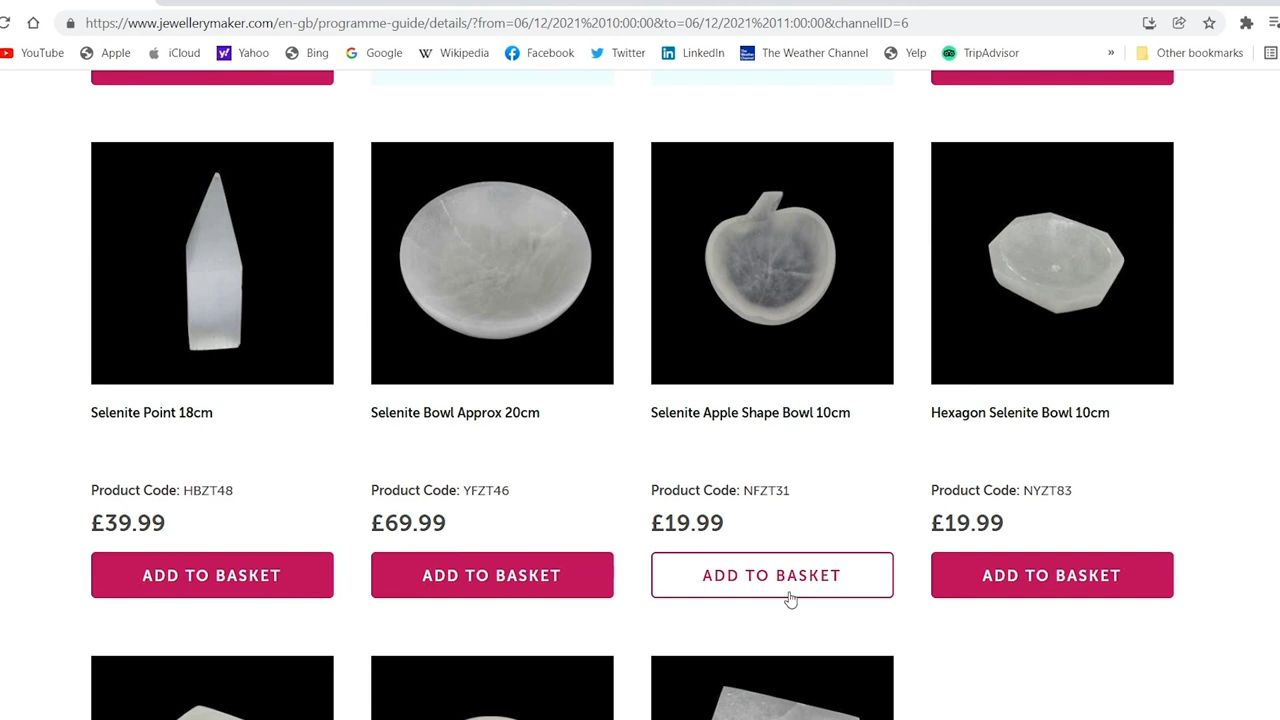 https://www.jewellerymaker.com/en-gb/programme-guide/details/?from=06/12/2021%2010:00:00&to=06/12/2021%2011:00:00&channelID=6
YouTube Apple iCloud Yahoo Bing Google Wikipedia Facebook Twitter LinkedIn The Weather Channel Yelp TripAdvisor » Other bookmarks
Selenite Point 18cm
Product Code: HBZT48
£39.99
ADD TO BASKET
Selenite Bowl Approx 20cm
Product Code: YFZT46
£69.99
ADD TO BASKET
Selenite Apple Shape Bowl 10cm
Product Code: NFZT31
£19.99
ADD TO BASKET
Hexagon Selenite Bowl 10cm
Product Code: NYZT83
£19.99
ADD TO BASKET